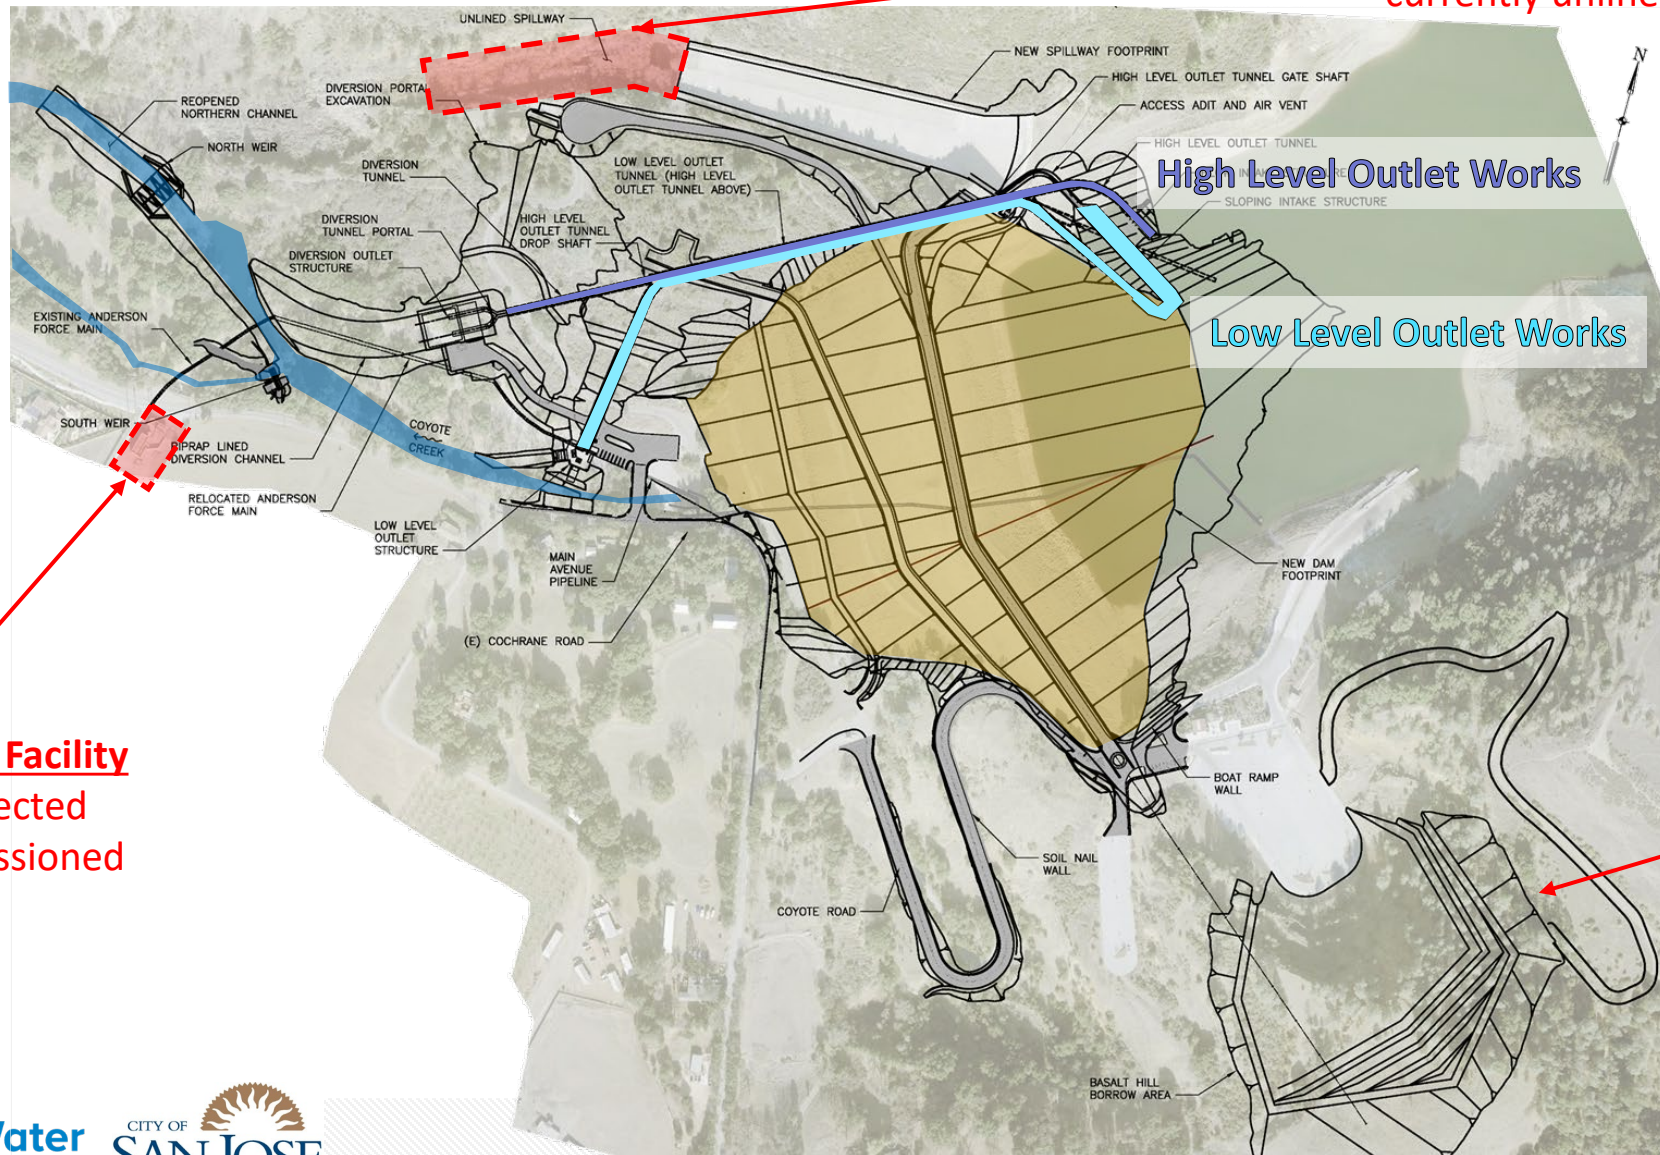 currently unline
UNLINED SPILLWAY
NEW SPILLWAY FOOTPRINT
HIGH LEVEL OUTLET TUNNEL GATE SHAFT
ACCESS ADIT AND AIR VENT
HIGH LEVEL OUTLET TUNNEL
High Level Outlet Works
SLOPING INTAKE STRUCTURE
N
DIVERSION PORTAL
EXCAVATION
REOPENED
NORTHERN CHANNEL
NORTH WEIR
DIVERSION
TUNNEL
LOW LEVEL OUTLET
TUNNEL (HIGH LEVEL
OUTLET TUNNEL ABOVE)
DIVERSION
TUNNEL PORTAL
HIGH LEVEL
OUTLET TUNNEL
DROP SHAFT
DIVERSION OUTLET
STRUCTURE
EXISTING ANDERSON
FORCE MAIN
Low Level Outlet Works
SOUTH WEIR
RIPRAP LINED
DIVERSION CHANNEL
COYOTE
CREEK
RELOCATED ANDERSON
FORCE MAIN
LOW LEVEL
OUTLET
STRUCTURE
MAIN
AVENUE
PIPELINE
NEW DAM
FOOTPRINT
(E) COCHRANE ROAD
Facility
ected
ssioned
BOAT RAMP
WALL
SOIL NAIL
WALL
COYOTE ROAD
BASALT HILL
BORROW AREA
Water
CITY OF
SAN JOSE